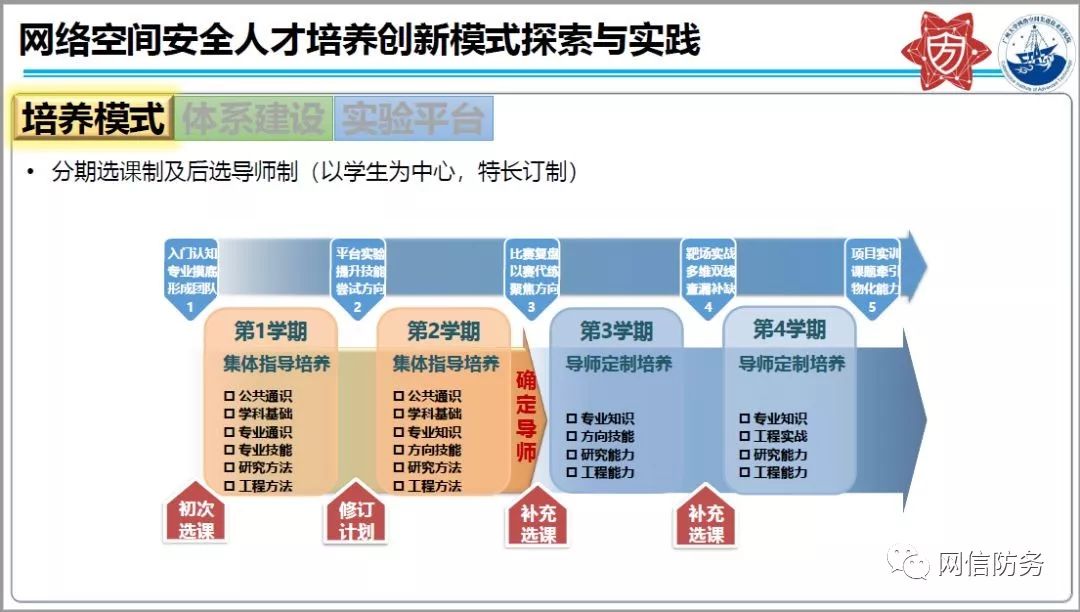 网络空间安全人才培养创新模式探索与实践
培养模式
体系建设
实验平台
• 分期选课制及后选导师制（以学生为中心，特长订制）
入门认知
专业摸底
形成团队
1
平台实验
提升技能
尝试方向
2
比赛复盘
以赛代练
聚焦方向
3
靶场实战
多维双线
查漏补缺
4
项目实训
课题牵引
物化能力
5
第1学期
集体指导培养
公共通识
学科基础
专业通识
专业技能
研究方法
工程方法
第2学期
集体指导培养
公共通识
学科基础
专业知识
方向技能
研究方法
工程方法
确定导师
第3学期
导师定制培养
专业知识
方向技能
研究能力
工程能力
第4学期
导师定制培养
专业知识
工程实战
研究能力
工程能力
初次
选课
修订
计划
补充
选课
补充
选课
网信防务